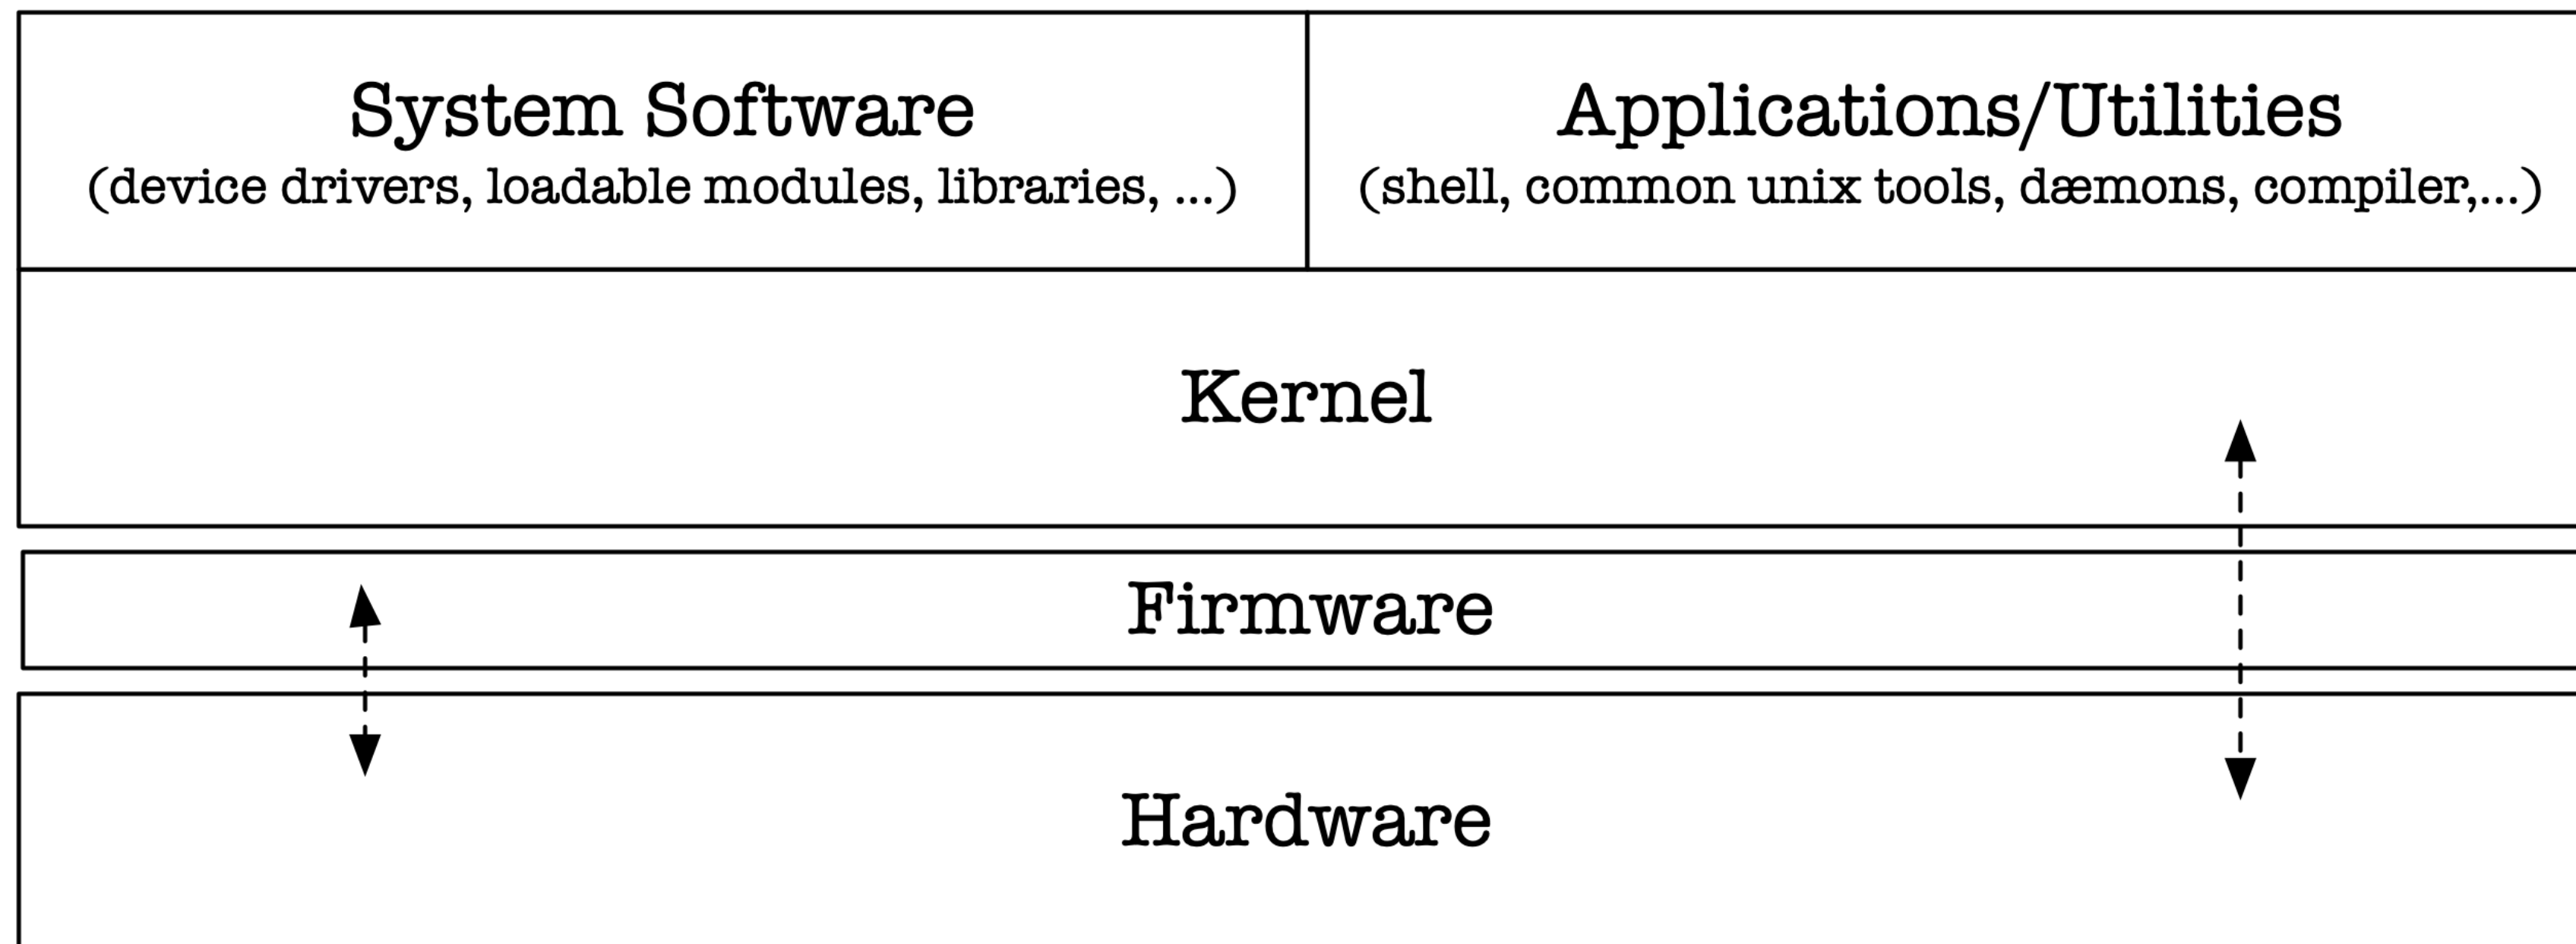 System Software
(device drivers, loadable modules, libraries, ...)
Applications/Utilities
(shell, common unix tools, dæmons, compiler,...)
Kernel
Firmware
Hardware